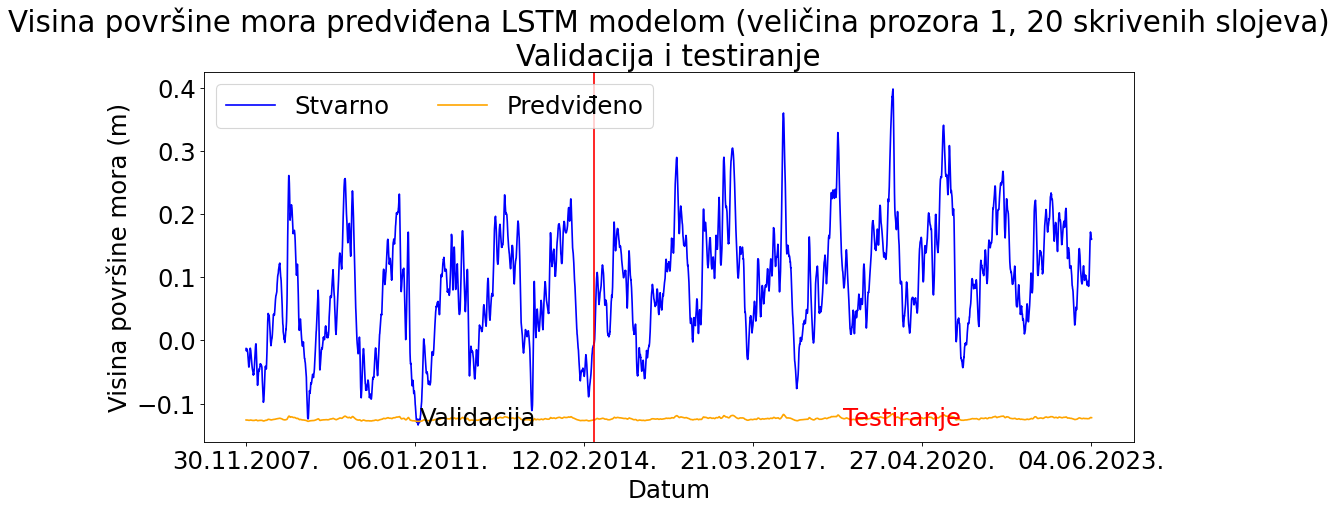 Visina površine mora predviđena LSTM modelom (veličina prozora 1, 20 skrivenih slojeva)
Validacija i testiranje
Stvarno
Predviđeno
Visina površine mora (m)
0.4
0.3
0.2
0.1
0.0
−0.1
Validacija
Testiranje
30.11.2007.
06.01.2011.
12.02.2014.
21.03.2017.
27.04.2020.
04.06.2023.
Datum